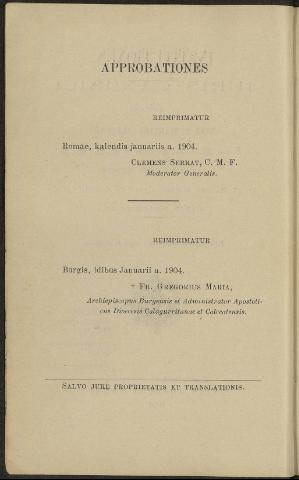 APPROBATIONES
REIMPRIMATUR
Romae, kalendis januariis a. 1904.
CLEMENS SERRAT, C. M. F.
Moderator Generalis.
REIMPRIMATUR
Burgis, idibus Januarii a. 1904.
† FR. GREGORIUS MARIA,
Archiepiscopus Burgensis et Administrator Apostoli-
cus Dioecesis Calagurritanae et Calceatensis.
SALVO JURE PROPRIETATIS ET TRANSLATIONIS.